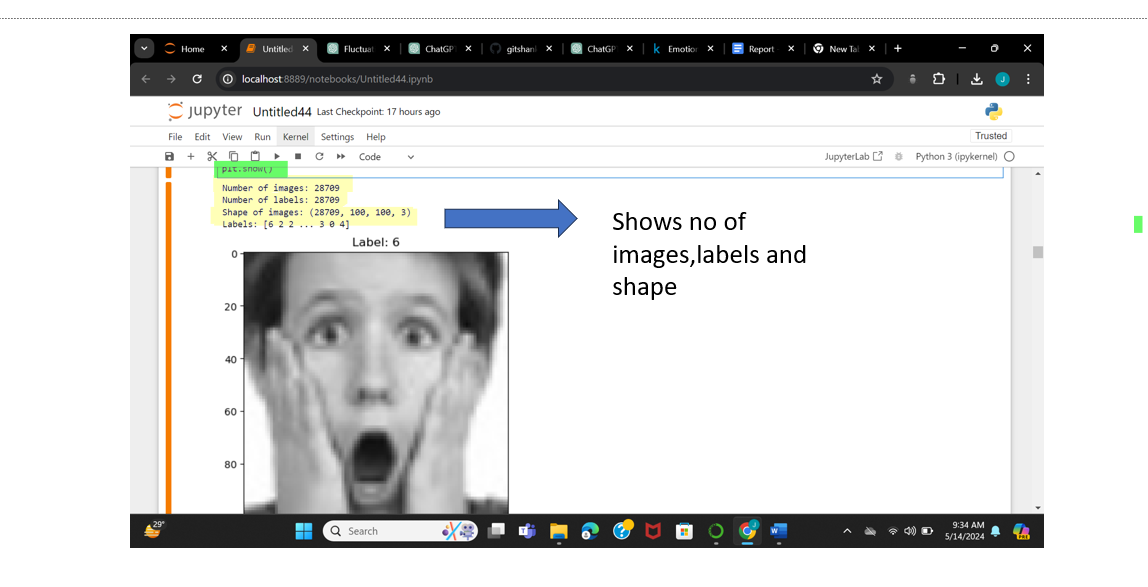 Home
Untitled
Fluctuat
ChatGP
gitshanl
ChatGP
Emotior
Report
New Tal
localhost:8889/notebooks/Untitled44.ipynb
J
jupyter Untitled44 Last Checkpoint: 17 hours ago
File Edit View Run Kernel Settings Help
Trusted
Code
JupyterLab
Python 3 (ipykernel)
plt.show()
Number of images: 28709
Number of labels: 28709
Shape of images: (28709, 100, 100, 3)
Labels: [6 2 2 ... 3 0 4]
Shows no of
images,labels and
shape
Label: 6
0
20
40
60
80
29°
Search
9:34 AM
5/14/2024
PRE